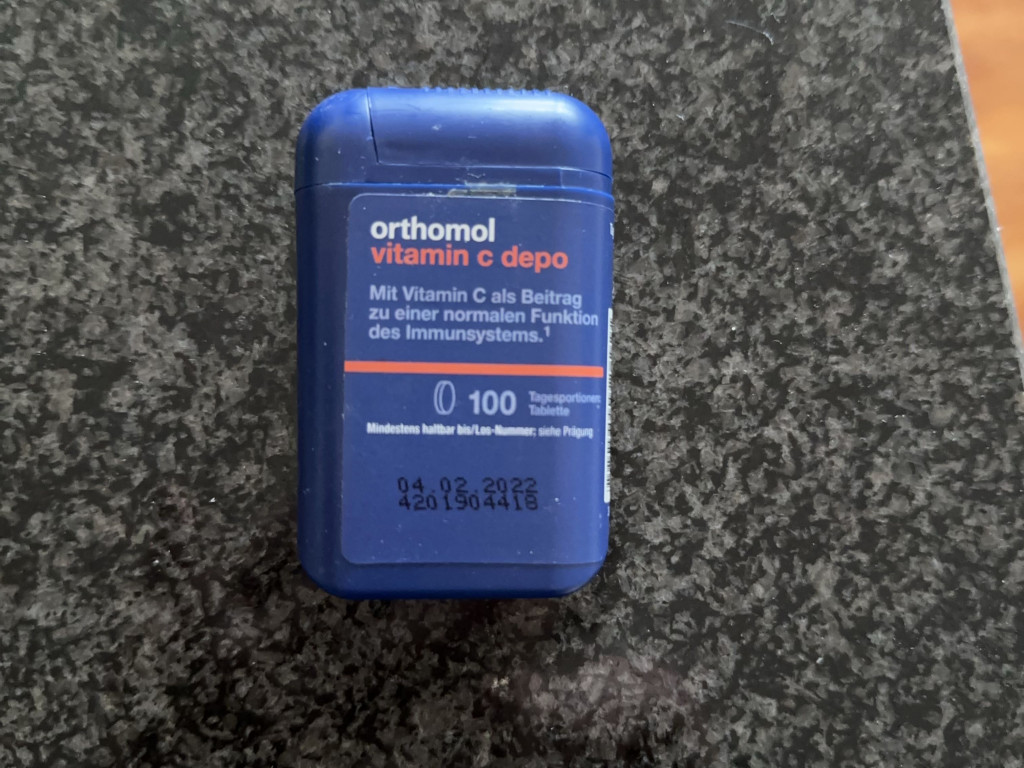 orthomol
vitamin c depo
Mit Vitamin C als Beitrag
zu einer normalen Funktion
des Immunsystems.¹
100 Tagesportionen
Tablette
Mindestens haltbar bis/Los-Nummer: siehe Prägung
04.02.2022
4201904418